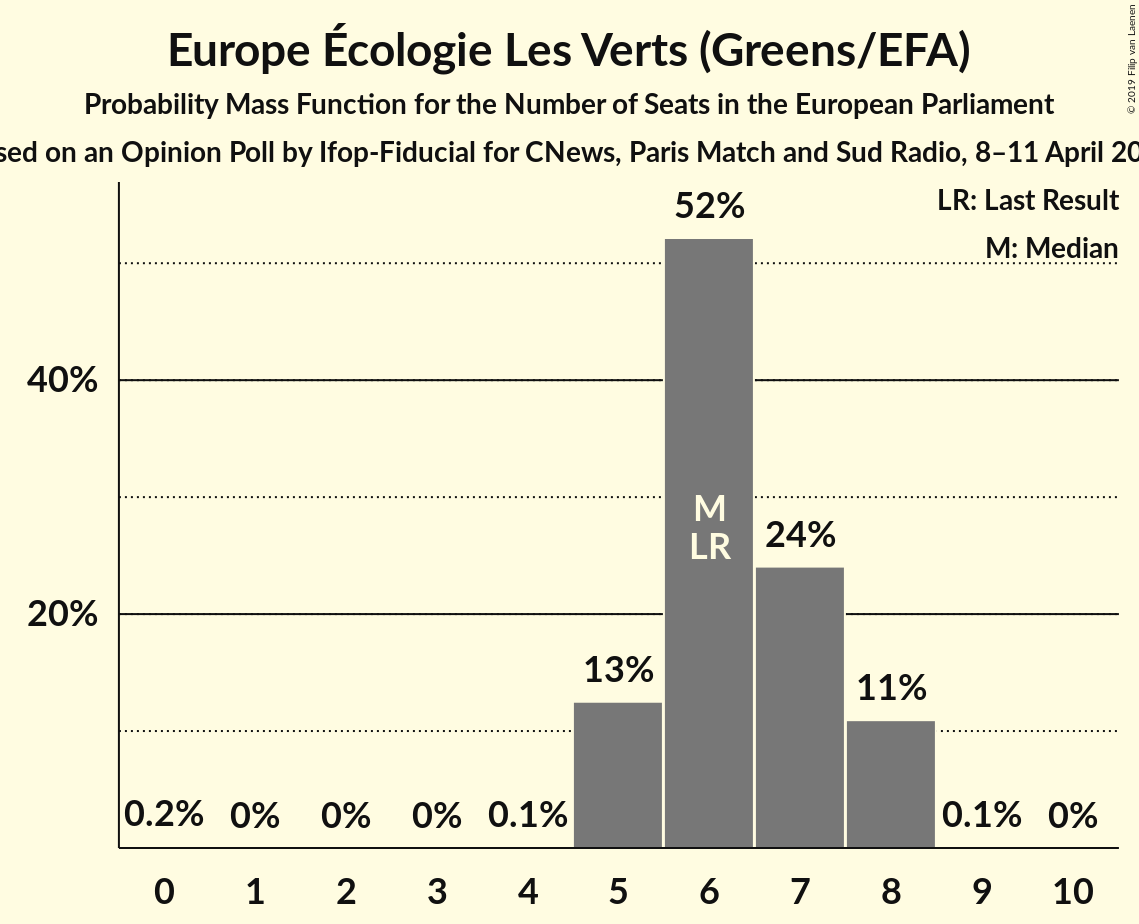 Europe Écologie Les Verts (Greens/EFA)
Probability Mass Function for the Number of Seats in the European Parliament
on an Opinion Poll by Ifop-Fiducial for CNews, Paris Match and Sud Radio, 8–11 April
© 2019 Filip van Laenen
LR: Last Result
M: Median
52%
40%
M
LR
24%
20%
13%
11%
0.2% 0% 0% 0% 0.1% 0.1% 0%
0 1 2 3 4 5 6 7 8 9 10